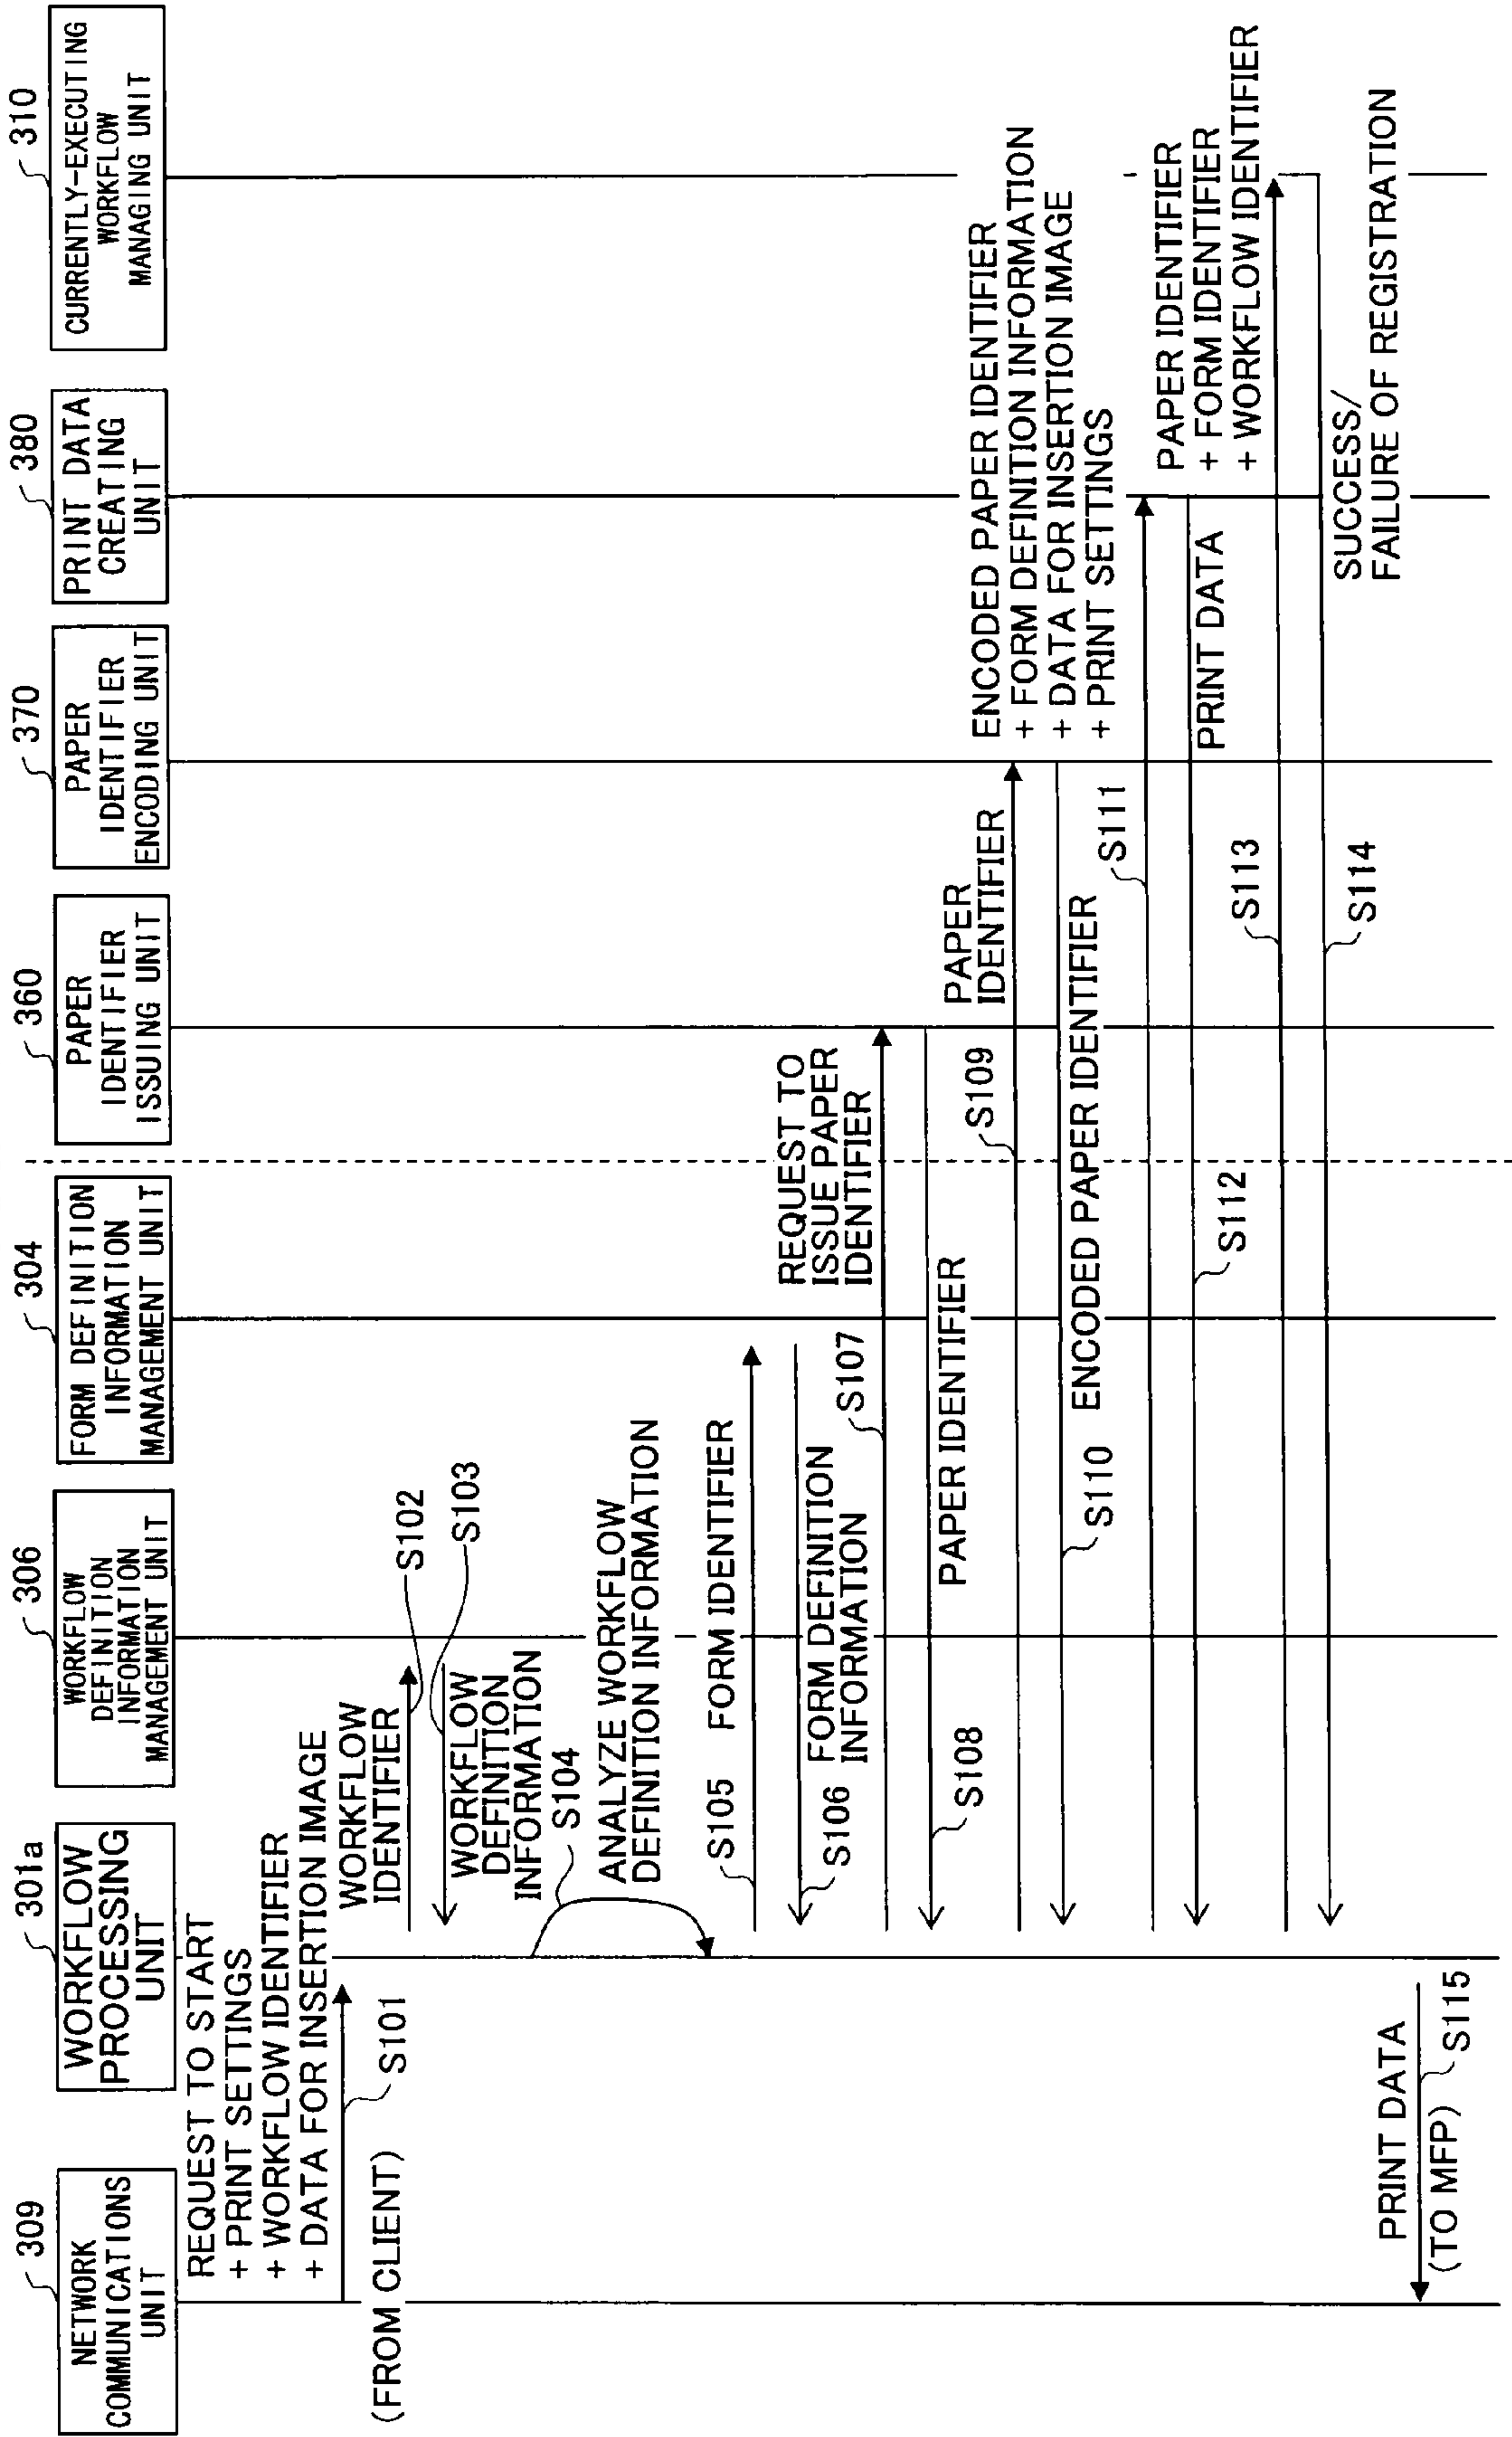 309
NETWORK
COMMUNICATIONS
UNIT
301a
WORKFLOW
PROCESSING
UNIT
306
WORKFLOW
DEFINITION
INFORMATION
MANAGEMENT UNIT
304
FORM DEFINITION
INFORMATION
MANAGEMENT UNIT
360
PAPER
IDENTIFIER
ISSUING UNIT
370
PAPER
IDENTIFIER
ENCODING UNIT
380
PRINT DATA
CREATING
UNIT
310
CURRENTLY-EXECUTING
WORKFLOW
MANAGING UNIT
REQUEST TO START
+ PRINT SETTINGS
+ WORKFLOW IDENTIFIER
+ DATA FOR INSERTION IMAGE
S101
(FROM CLIENT)
WORKFLOW
IDENTIFIER
S102
S103
WORKFLOW
DEFINITION
INFORMATION
S104
ANALYZE WORKFLOW
DEFINITION INFORMATION
S105
FORM IDENTIFIER
S106
FORM DEFINITION
INFORMATION
REQUEST TO
ISSUE PAPER
IDENTIFIER
S107
PAPER IDENTIFIER
S108
PAPER
IDENTIFIER
S109
ENCODED PAPER IDENTIFIER
S110
ENCODED PAPER IDENTIFIER
+ FORM DEFINITION INFORMATION
+ DATA FOR INSERTION IMAGE
+ PRINT SETTINGS
S111
PRINT DATA
S112
PAPER IDENTIFIER
+ FORM IDENTIFIER
+ WORKFLOW IDENTIFIER
S113
SUCCESS/
FAILURE OF REGISTRATION
S114
PRINT DATA
(TO MFP)
S115